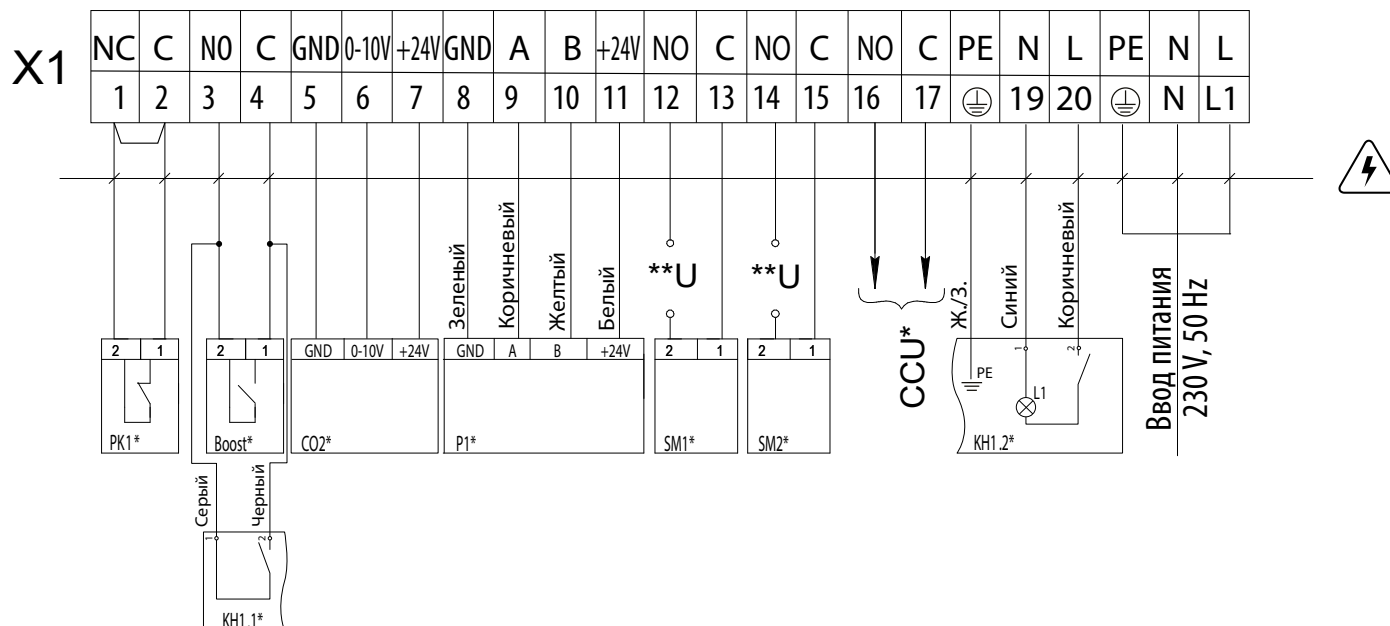 X1
NC C NO C GND 0-10V +24V GND A B +24V NO C NO C NO C PE N L PE N L
1 2 3 4 5 6 7 8 9 10 11 12 13 14 15 16 17 19 20 N L1
Зеленый
Коричневый
Желтый
Белый
**U
**U
CCU*
Ж./З.
Синий
Коричневый
Ввод питания
230 V, 50 Hz
2 1
PK1*
2 1
Boost*
GND 0-10V +24V
CO2*
GND A B +24V
P1*
2 1
SM1*
2 1
SM2*
1 2
PE
L1
KH1.2*
Серый
Черный
1 2
KH1.1*